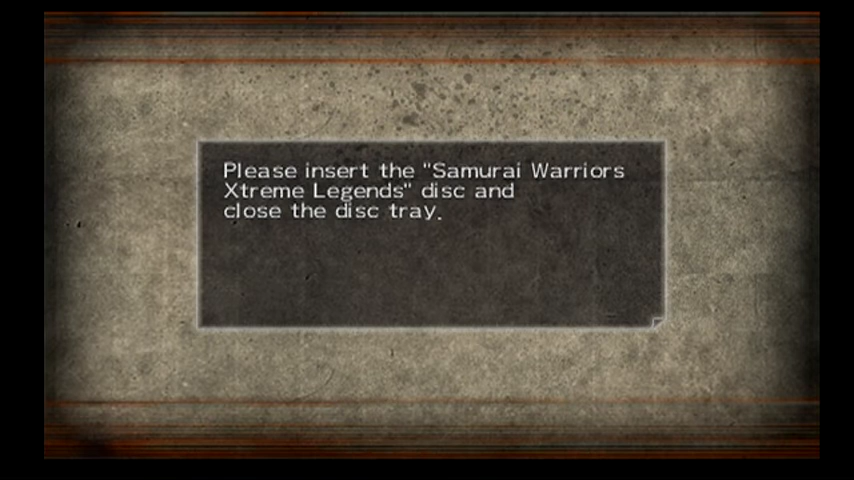 Please insert the "Samurai Warriors
Xtreme Legends" disc and
close the disc tray.